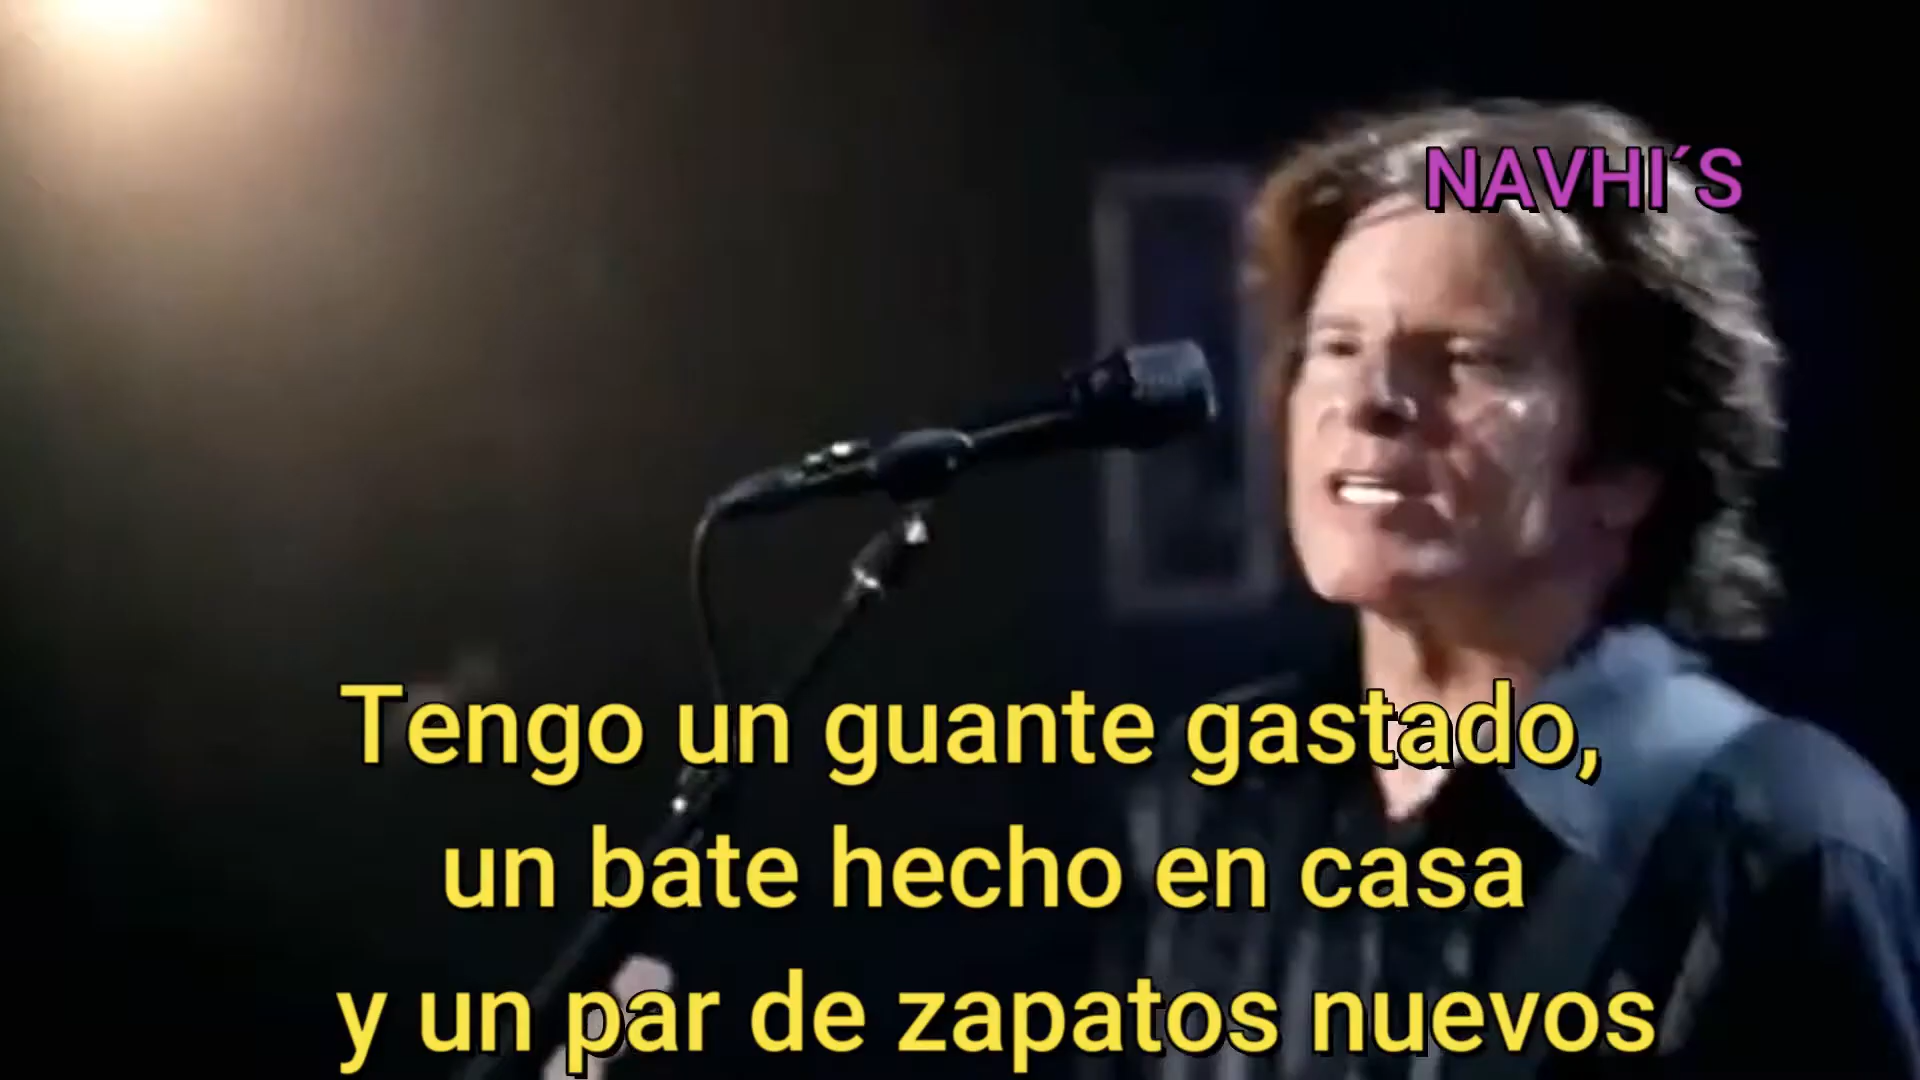 NAVHI´S
Tengo un guante gastado,
un bate hecho en casa
y un par de zapatos nuevos